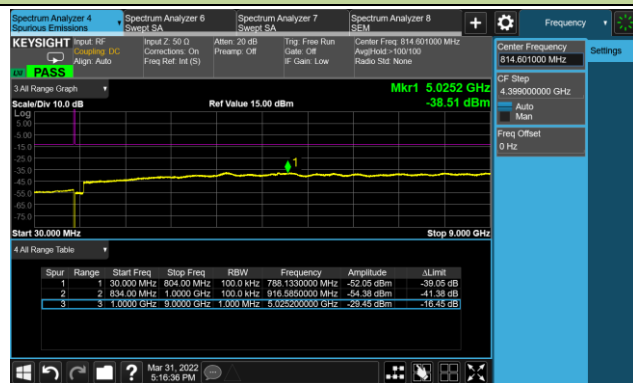 Spectrum Analyzer 4
Spurious Emissions
Spectrum Analyzer 6
Swept SA
Spectrum Analyzer 7
Swept SA
Spectrum Analyzer 8
SEM
+
Frequency
KEYSIGHT
Input: RF
Coupling: DC
Align: Auto
Input Z: 50 Ω
Corrections: On
Freq Ref: Int (S)
Atten: 20 dB
Preamp: Off
Trig: Free Run
Gate: Off
IF Gain: Low
Center Freq: 814.601000 MHz
Avg|Hold:>100/100
Radio Std: None
PASS
Center Frequency
814.601000 MHz
Settings
CF Step
4.399000000 GHz
Auto
Man
Freq Offset
0 Hz
3 All Range Graph
Mkr1 5.0252 GHz
-38.51 dBm
Scale/Div 10.0 dB
Ref Value 15.00 dBm
Log
5.00
-5.00
-15.0
-25.0
-35.0
-45.0
-55.0
-65.0
-75.0
1
Start 30.000 MHz
Stop 9.000 GHz
4 All Range Table
Spur Range Start Freq Stop Freq RBW Frequency Amplitude ΔLimit
1 1 30.000 MHz 804.00 MHz 100.0 kHz 788.1330000 MHz -52.05 dBm -39.05 dB
2 2 834.00 MHz 1.0000 GHz 100.0 kHz 916.5850000 MHz -54.38 dBm -41.38 dB
3 3 1.0000 GHz 9.0000 GHz 1.000 MHz 5.025200000 GHz -29.45 dBm -16.45 dB
?
Mar 31, 2022
5:16:36 PM